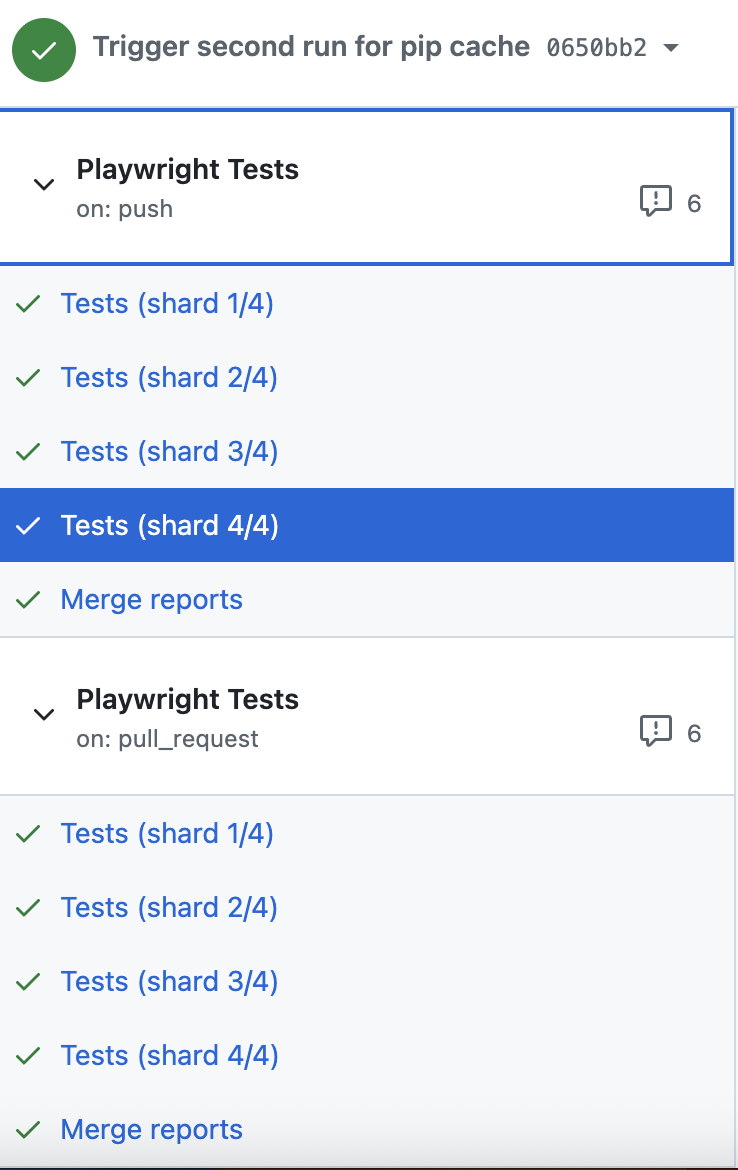 Trigger second run for pip cache 0650bb2
Playwright Tests
on: push
6
Tests (shard 1/4)
Tests (shard 2/4)
Tests (shard 3/4)
Tests (shard 4/4)
Merge reports
Playwright Tests
on: pull_request
6
Tests (shard 1/4)
Tests (shard 2/4)
Tests (shard 3/4)
Tests (shard 4/4)
Merge reports